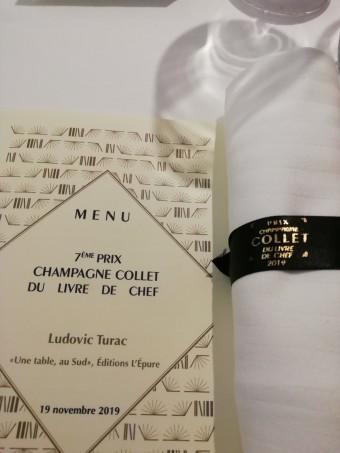 MENU
7ÈME PRIX
CHAMPAGNE COLLET
DU LIVRE DE CHEF
Ludovic Turac
«Une table, au Sud», Éditions L'Épure
19 novembre 2019
PRIX
CHAMPAGNE
COLLET
DU LIVRE
DE CHEF
2019